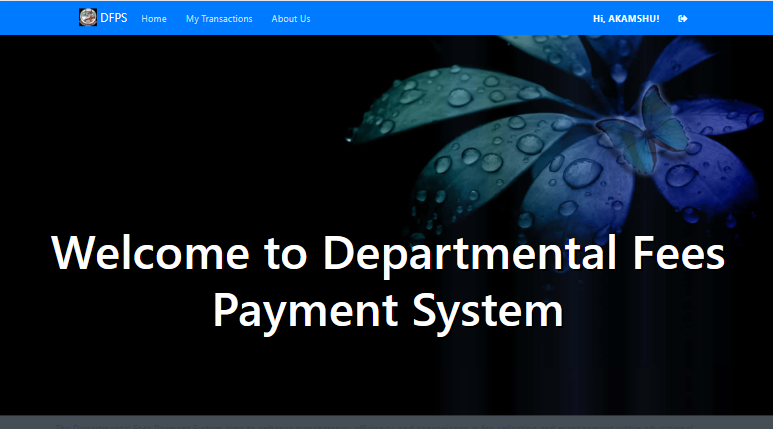 DFPS Home My Transactions About Us Hi, AKAMSHU!
Welcome to Departmental Fees
Payment System